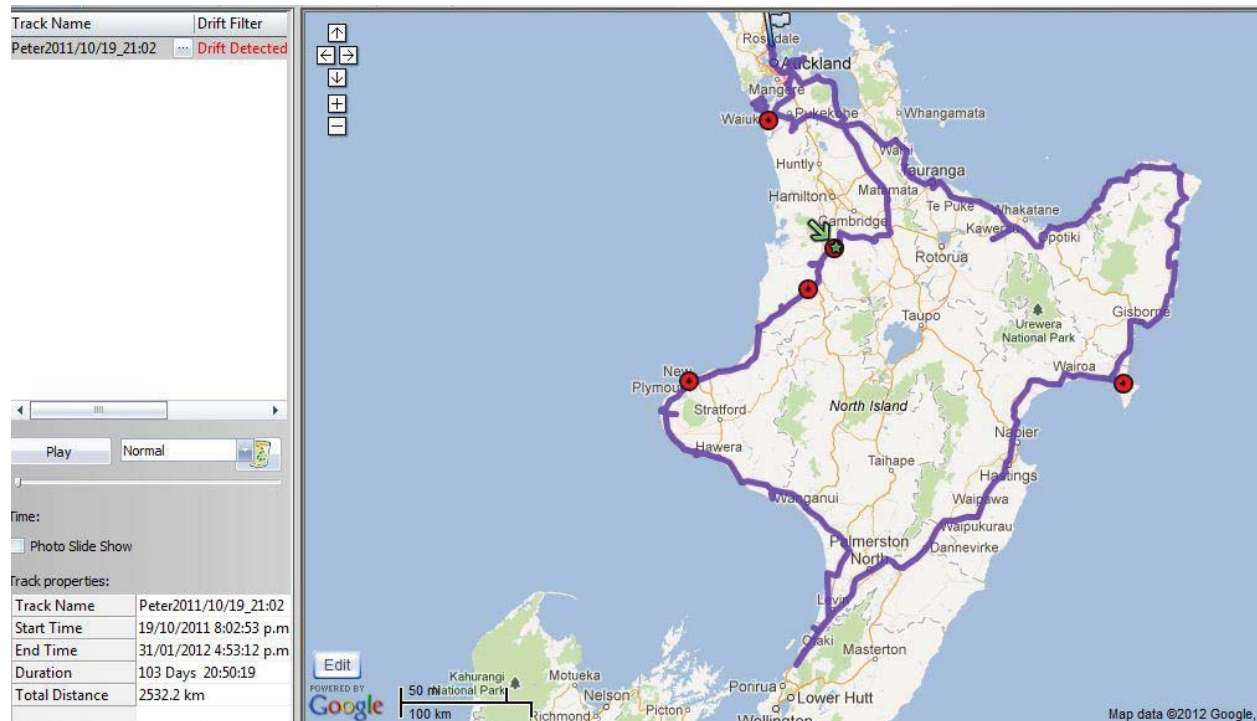 Track Name Drift Filter
Peter2011/10/19_21:02 ... Drift Detected
Play Normal
Time:
Photo Slide Show
Track properties:
Track Name Peter2011/10/19_21:02
Start Time 19/10/2011 8:02:53 p.m
End Time 31/01/2012 4:53:12 p.m
Duration 103 Days 20:50:19
Total Distance 2532.2 km
Auckland
Mangere
Pukekohe
Whangamata
Huntly
Waihi
Tauranga
Hamilton
Matamata
Te Puke
Whakatane
Cambridge
Kawerau
Opotiki
Rotorua
Gisborne
Taupo
Urewera
National Park
Wairoa
New
Plymouth
Stratford
North Island
Napier
Hawera
Taihape
Hastings
Wanganui
Waipawa
Waipukurau
Palmerston
North
Dannevirke
Levin
Otaki
Masterton
Edit
Kahurangi
National Park
Motueka
Porirua
Lower Hutt
Nelson
Picton
Richmond
Wellington
POWERED BY
Google
50 mi
100 km
Map data ©2012 Google